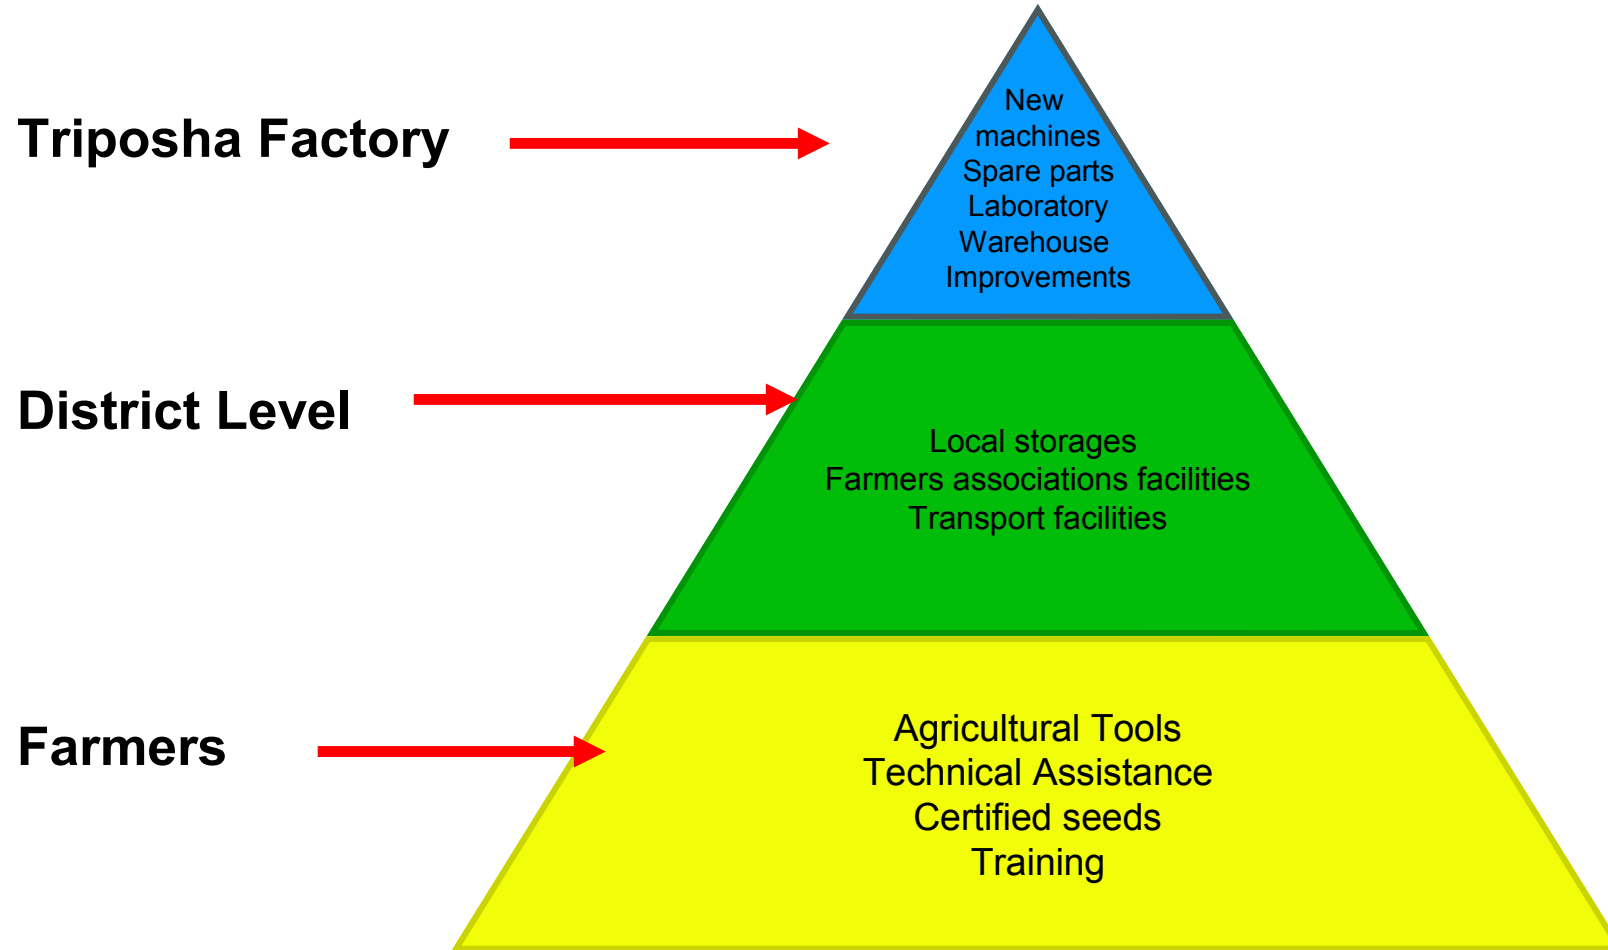 Triposha Factory
New
machines
Spare parts
Laboratory
Warehouse
Improvements
District Level
Local storages
Farmers associations facilities
Transport facilities
Farmers
Agricultural Tools
Technical Assistance
Certified seeds
Training